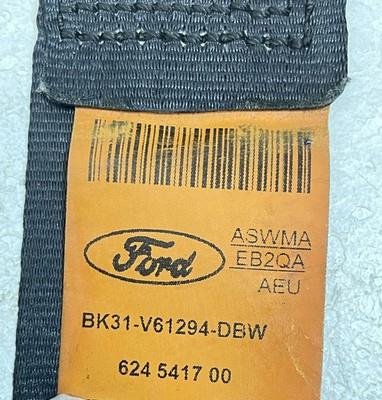 Ford
ASWMA
EB2QA
AEU
BK31-V61294-DBW
624 5417 00